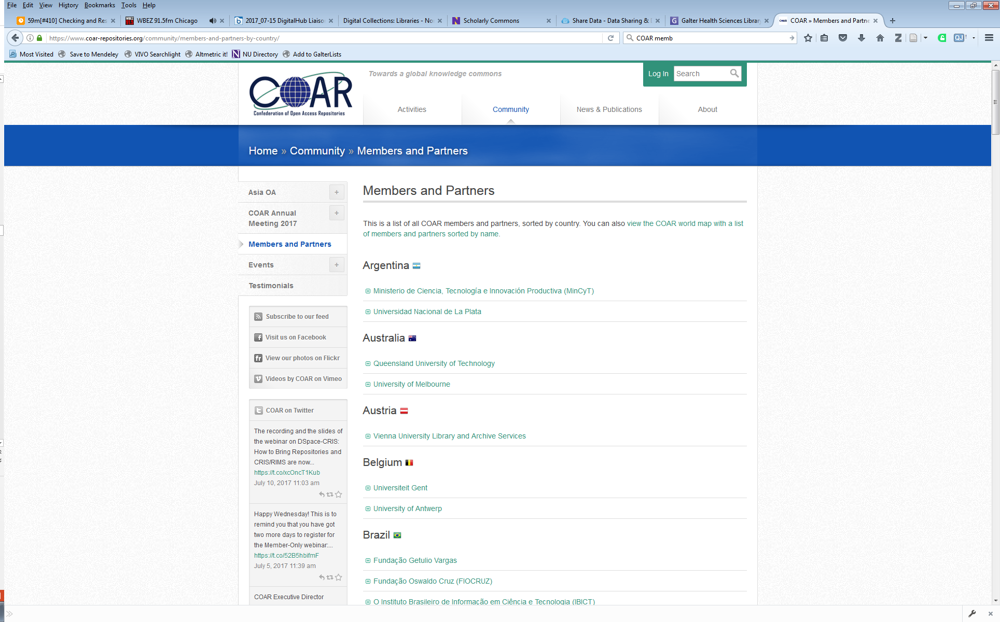 File Edit View History Bookmarks Tools Help
59m[#410] Checking and Res
WBEZ 91.5fm Chicago
2017_07-15 DigitalHub Liaiso
Digital Collections: Libraries - No
Scholarly Commons
Share Data - Data Sharing &
Galter Health Sciences Library
COAR » Members and Partne
https://www.coar-repositories.org/community/members-and-partners-by-country/
COAR memb
Most Visited Save to Mendeley VIVO Searchlight Altmetric it! NU Directory Add to GalterLists
COAR
Confederation of Open Access Repositories
Towards a global knowledge commons
Log In Search
Activities Community News & Publications About
Home » Community » Members and Partners
Asia OA
COAR Annual
Meeting 2017
Members and Partners
Events
Testimonials
Subscribe to our feed
Visit us on Facebook
View our photos on Flickr
Videos by COAR on Vimeo
COAR on Twitter
The recording and the slides of
the webinar on DSpace-CRIS:
How to Bring Repositories and
CRIS/RIMS are now...
https://t.co/xcOncT1Kub
July 10, 2017 11:03 am
Happy Wednesday! This is to
remind you that you have got
two more days to register for
the Member-Only webinar:...
https://t.co/52B5hbifmF
July 5, 2017 11:39 am
COAR Executive Director
Members and Partners
This is a list of all COAR members and partners, sorted by country. You can also view the COAR world map with a list
of members and partners sorted by name.
Argentina
Ministerio de Ciencia, Tecnología e Innovación Productiva (MinCyT)
Universidad Nacional de La Plata
Australia
Queensland University of Technology
University of Melbourne
Austria
Vienna University Library and Archive Services
Belgium
Universiteit Gent
University of Antwerp
Brazil
Fundação Getulio Vargas
Fundação Oswaldo Cruz (FIOCRUZ)
O Instituto Brasileiro de Informação em Ciência e Tecnologia (IBICT)